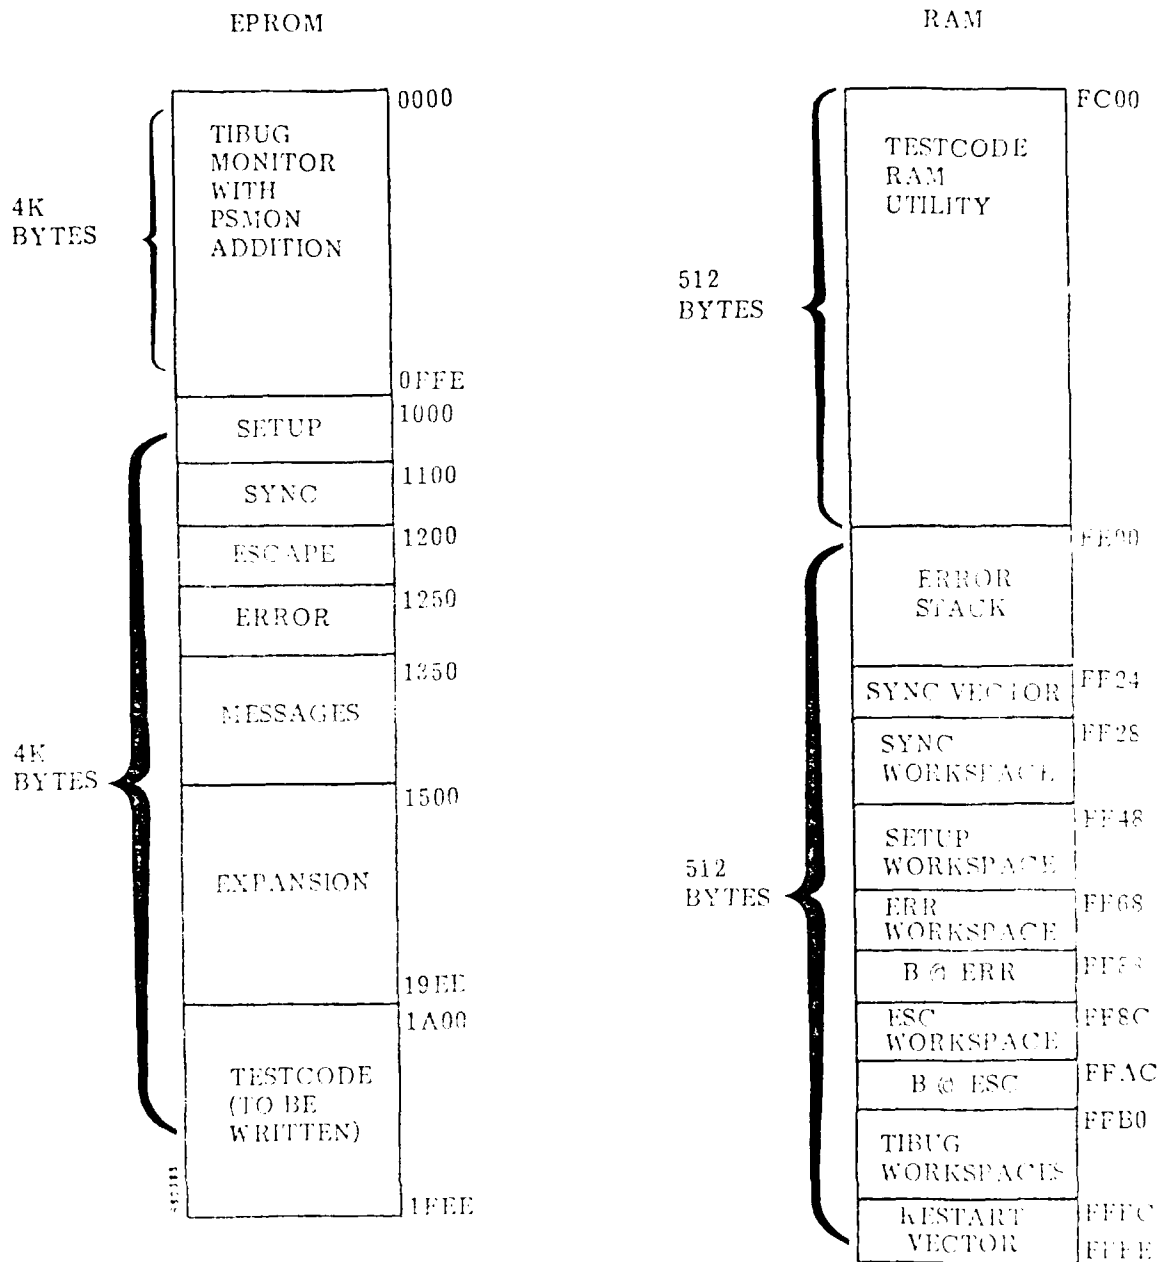 EPROM
4K
BYTES
TIBUG
MONITOR
WITH
PSMON
ADDITION
0000
0FFE
1000
SETUP
1100
SYNC
1200
ESCAPE
1250
ERROR
1350
MESSAGES
4K
BYTES
1500
EXPANSION
19EE
1A00
TESTCODE
(TO BE
WRITTEN)
1FEE
RAM
FC00
TESTCODE
RAM
UTILITY
512
BYTES
FE00
ERROR
STACK
FF24
SYNC VECTOR
FF28
SYNC
WORKSPACE
FF48
SETUP
WORKSPACE
512
BYTES
FF68
ERR
WORKSPACE
B @ ERR
FF8C
ESC
WORKSPACE
FFAC
B @ ESC
FFB0
TIBUG
WORKSPACES
FFFC
RESTART
VECTOR
FFFE